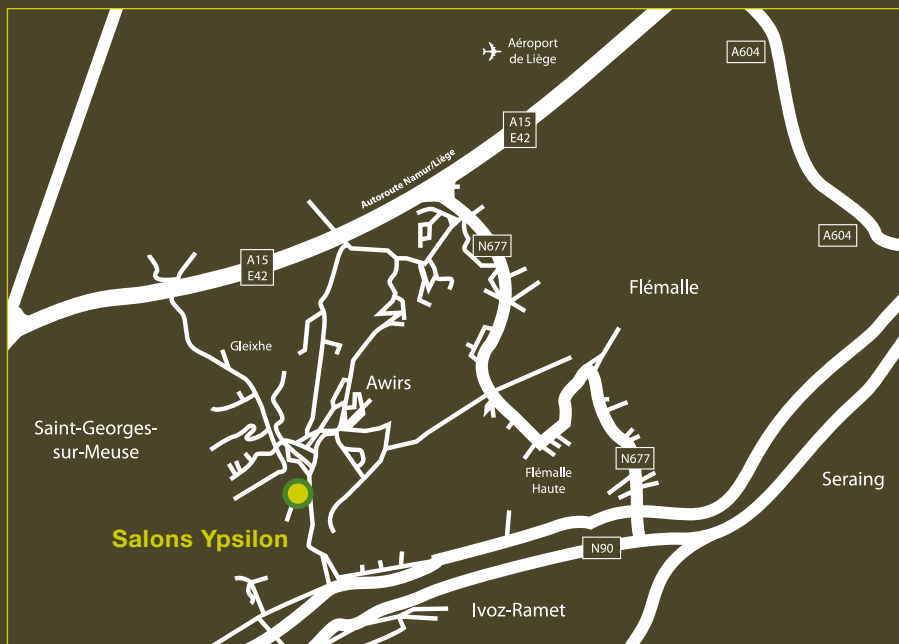 Aéroport
de Liège
A604
A15
E42
Autoroute Namur/Liège
A604
N677
A15
E42
Flémalle
Gleixhe
Awirs
Saint-Georges-
sur-Meuse
N677
Flémalle
Haute
Seraing
Salons Ypsilon
N90
Ivoz-Ramet